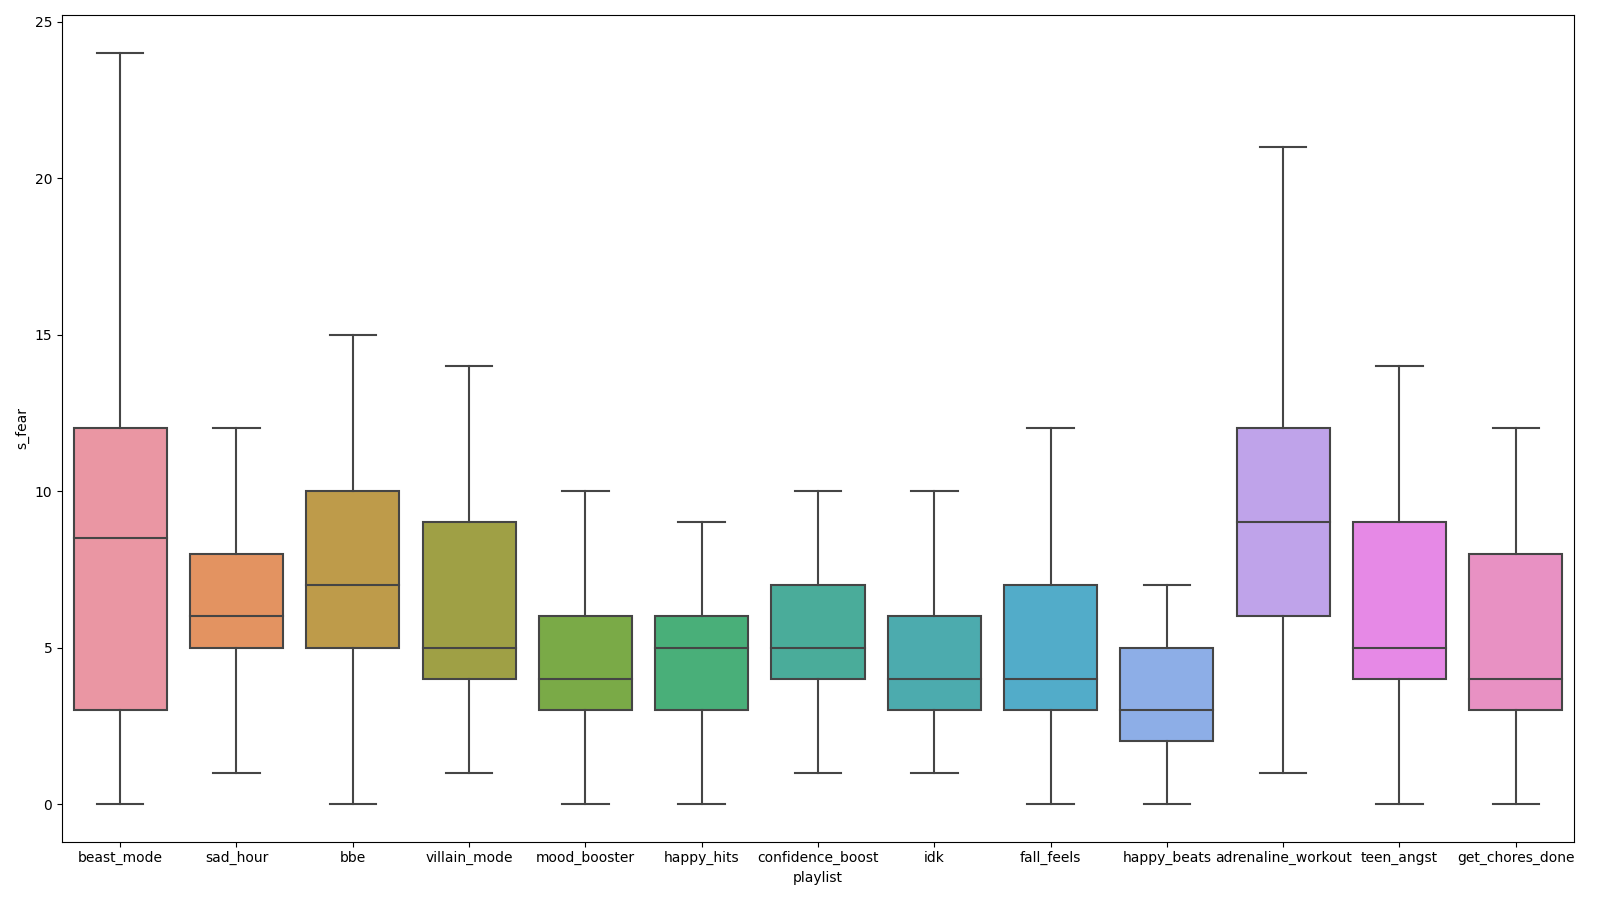 25
20
15
10
5
0
s_fear
beast_mode sad_hour bbe villain_mode mood_booster happy_hits confidence_boost idk fall_feels happy_beats adrenaline_workout teen_angst get_chores_done
playlist